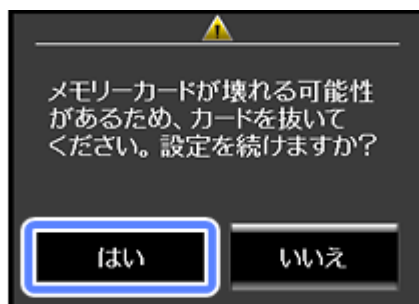 メモリーカードが壊れる可能性
があるため、カードを抜いて
ください。設定を続けますか?
はい
いいえ